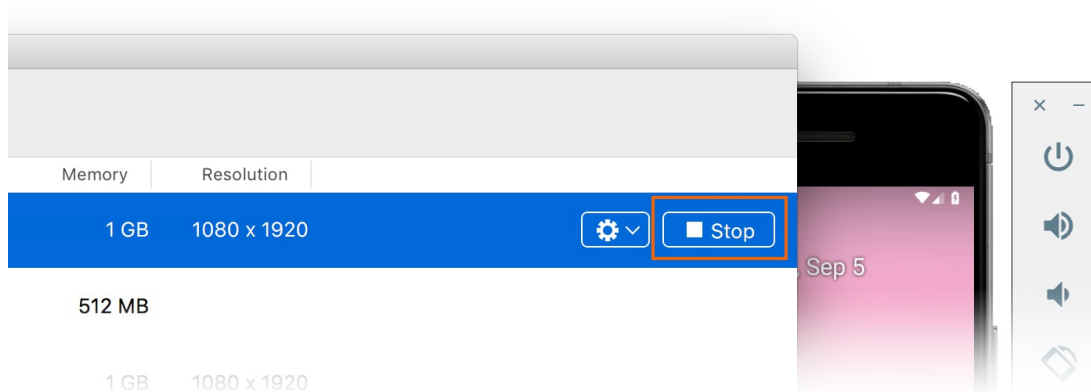 Memory Resolution
1 GB 1080 x 1920 Stop
, Sep 5
512 MB
1 GB 1080 x 1920